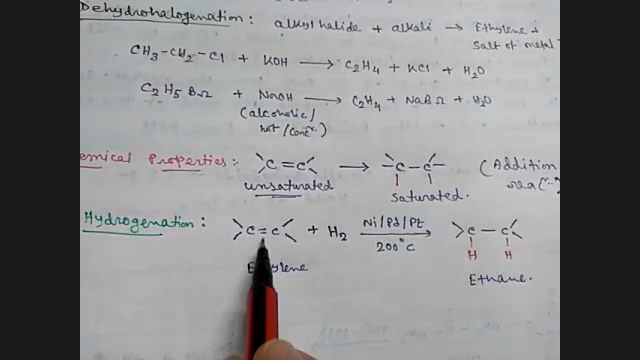 Dehydrohalogenation: alkyl halide + alkali → Ethylene + salt of metal
CH3-CH2-Cl + KOH → C2H4 + KCl + H2O
C2H5Br + NaOH → C2H4 + NaBr + H2O
(alcoholic/
hot/conc
emical Properties: C=C → -C-C- (Addition
unsaturated saturated.
Hydrogenation: C=C + H2 Ni/Pd/Pt → C-C
200°C H H
Ethane.